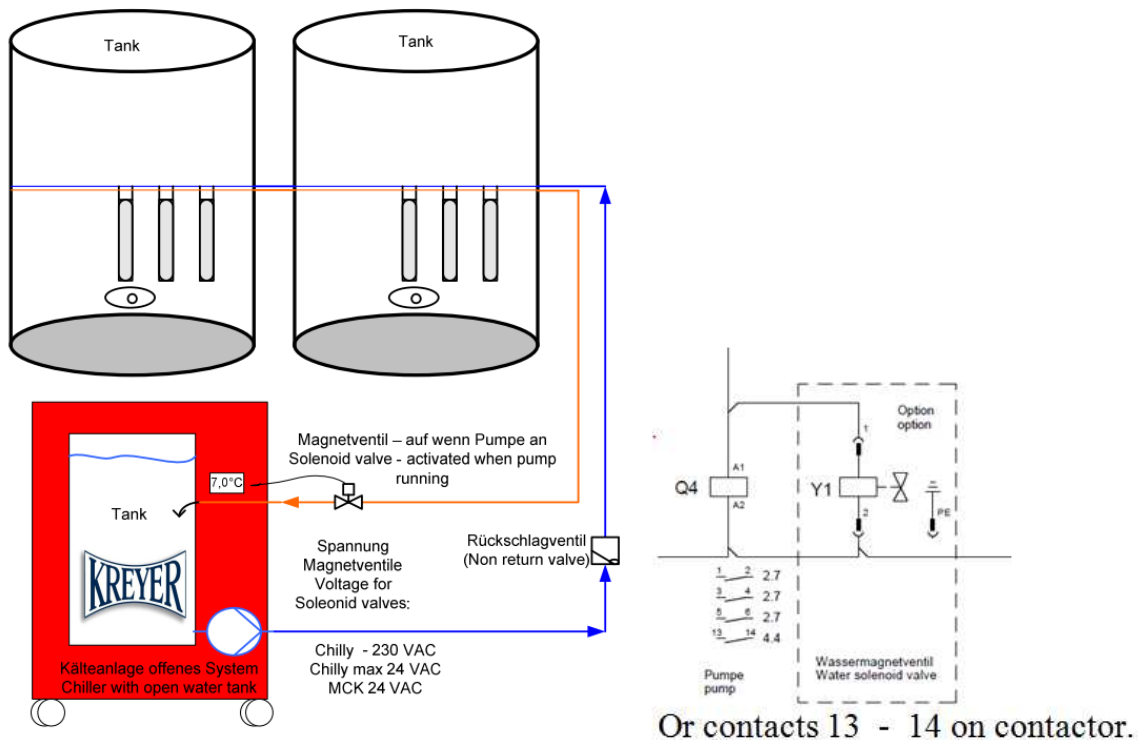 Tank
Tank
Magnetventil – auf wenn Pumpe an
Solenoid valve - activated when pump
running
7,0°C
Tank
KREYER
Spannung
Magnetventile
Voltage for
Soleonid valves:
Rückschlagventil
(Non return valve)
Chilly - 230 VAC
Chilly max 24 VAC
MCK 24 VAC
Kälteanlage offenes System
Chiller with open water tank
Option
option
1
A1
Q4
A2
Y1
2
PE
1 2 2.7
3 4 2.7
5 6 2.7
13 14 4.4
Pumpe
pump
Wassermagnetventil
Water solenoid valve
Or contacts 13 - 14 on contactor.